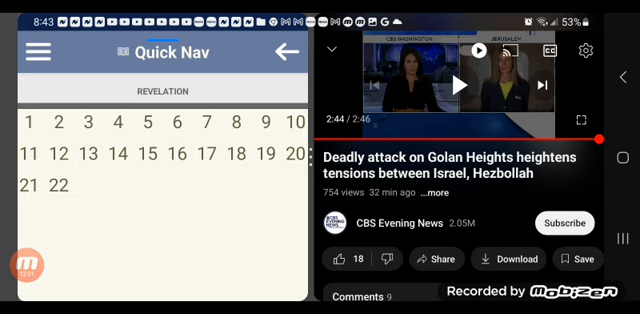 8:43
53%
Quick Nav
REVELATION
1 2 3 4 5 6 7 8 9 10
11 12 13 14 15 16 17 18 19 20
21 22
CBS WASHINGTON
JERUSALEM
CC
2:44 / 2:46
Deadly attack on Golan Heights heightens
tensions between Israel, Hezbollah
754 views 32 min ago ...more
CBS Evening News 2.05M
Subscribe
18
Share
Download
Save
Comments 9
Recorded by Mobizen